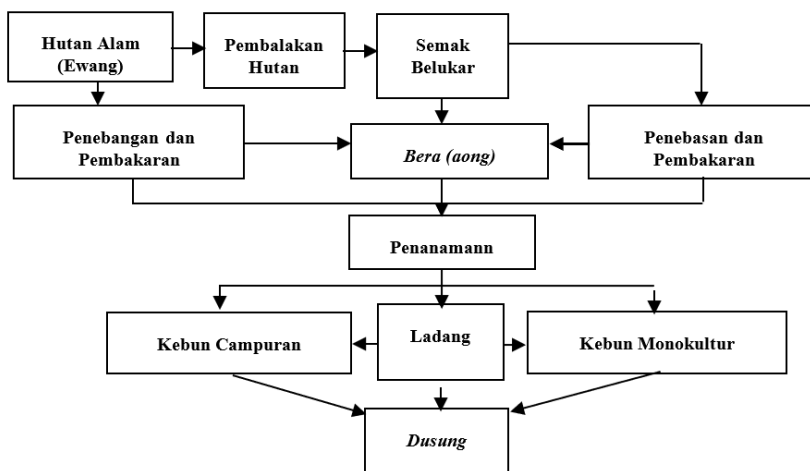 Hutan Alam
(Ewang)
Pembalakan
Hutan
Semak
Belukar
Penebangan dan
Pembakaran
Bera (aong)
Penebasan dan
Pembakaran
Penanamann
Kebun Campuran
Ladang
Kebun Monokultur
Dusung